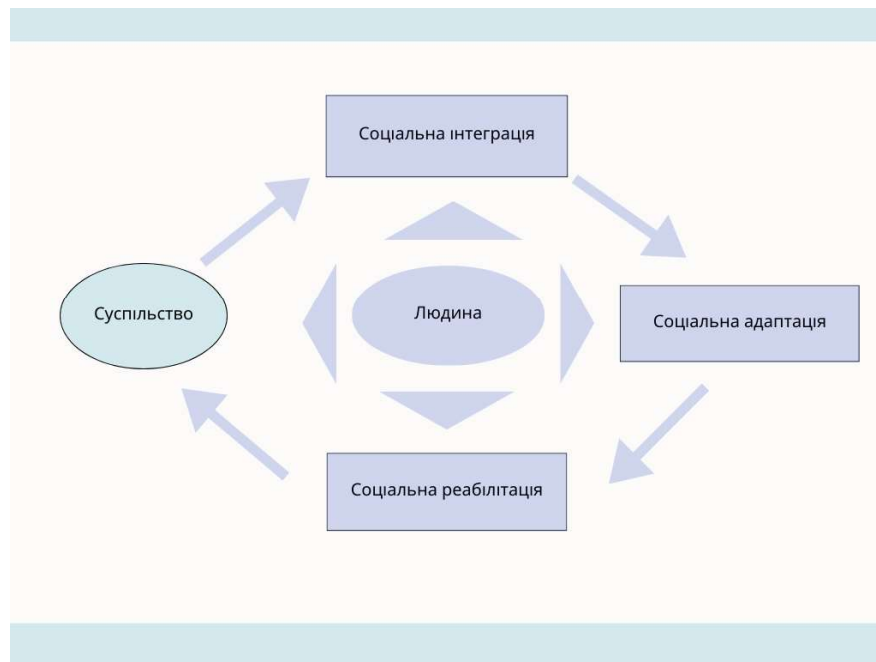 Соціальна інтеграція
Суспільство
Людина
Соціальна адаптація
Соціальна реабілітація